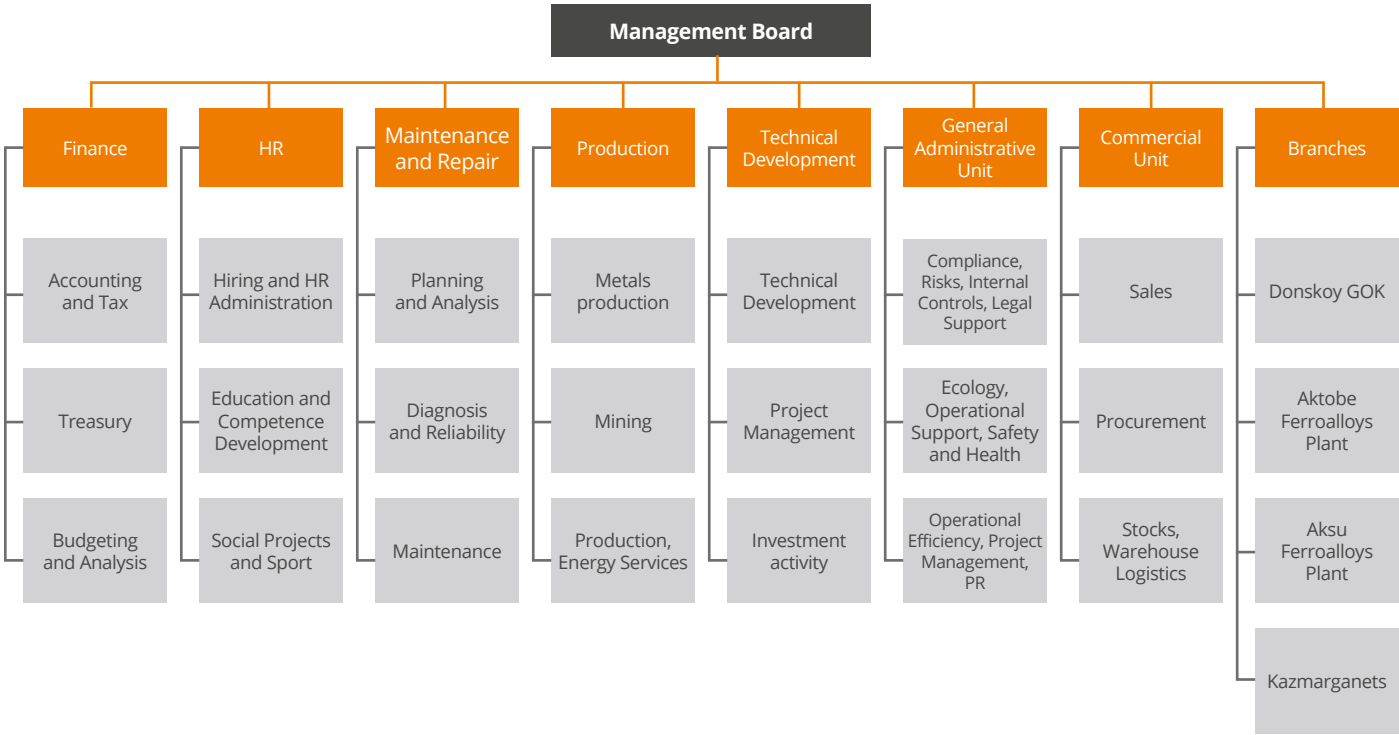 Management Board
Finance
HR
Maintenance
and Repair
Production
Technical
Development
General
Administrative
Unit
Commercial
Unit
Branches
Accounting
and Tax
Hiring and HR
Administration
Planning
and Analysis
Metals
production
Technical
Development
Compliance,
Risks, Internal
Controls, Legal
Support
Sales
Donskoy GOK
Treasury
Education and
Competence
Development
Diagnosis
and Reliability
Mining
Project
Management
Ecology,
Operational
Support, Safety
and Health
Procurement
Aktobe
Ferroalloys
Plant
Budgeting
and Analysis
Social Projects
and Sport
Maintenance
Production,
Energy Services
Investment
activity
Operational
Efficiency, Project
Management,
PR
Stocks,
Warehouse
Logistics
Aksu
Ferroalloys
Plant
Kazmarganets